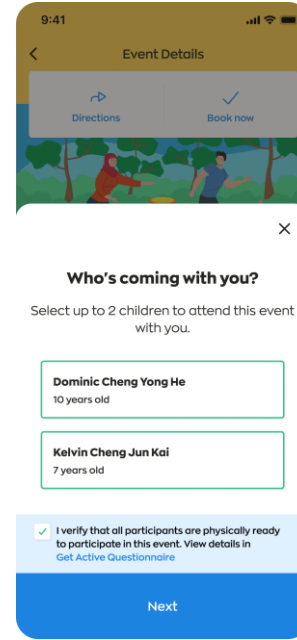 9:41
Event Details
Directions
Book now
Who's coming with you?
Select up to 2 children to attend this event
with you.
Dominic Cheng Yong He
10 years old
Kelvin Cheng Jun Kai
7 years old
I verify that all participants are physically ready
to participate in this event. View details in
Get Active Questionnaire
Next